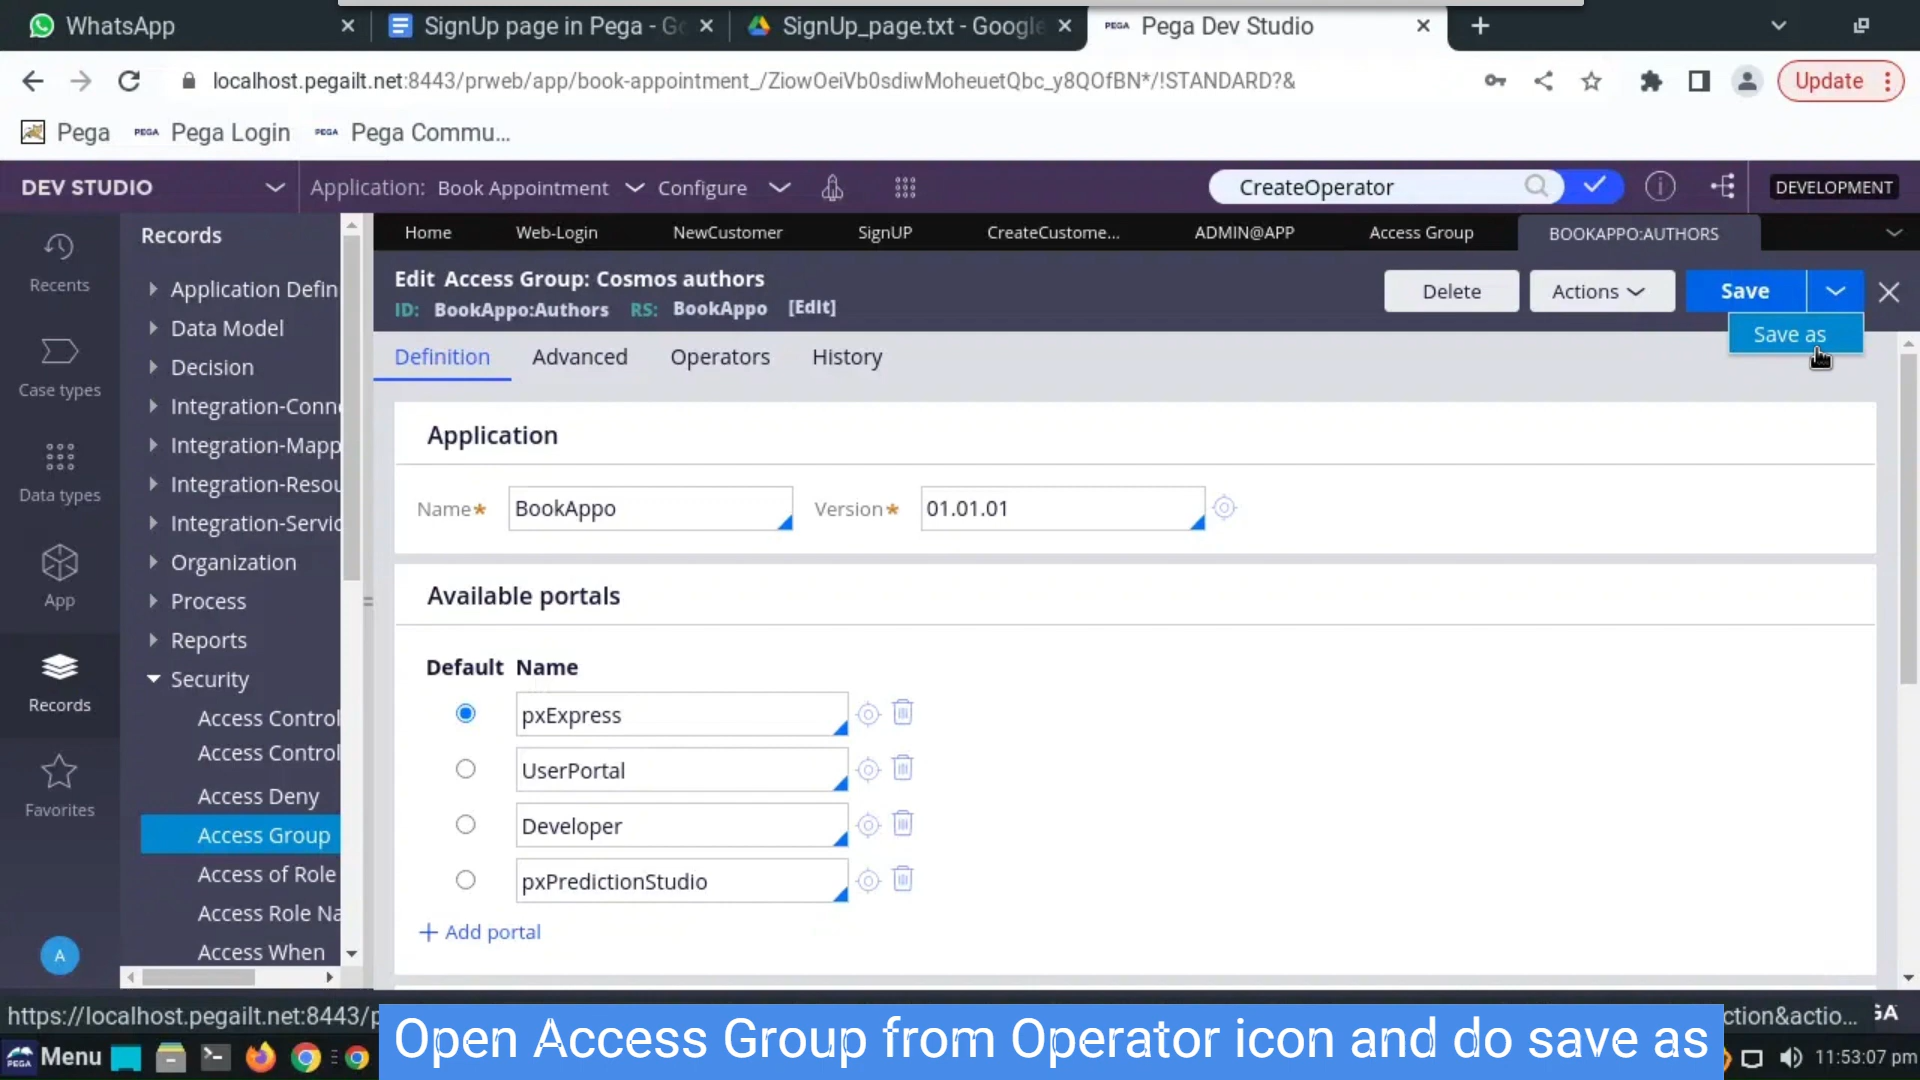 WhatsApp
SignUp page in Pega - Go
SignUp_page.txt - Google
PEGA Pega Dev Studio
localhost.pegailt.net:8443/prweb/app/book-appointment_/ZiowOeiVb0sdiwMoheuetQbc_y8QOfBN*/!STANDARD?&
Update
Pega
PEGA Pega Login
PEGA Pega Commu...
DEV STUDIO
Application: Book Appointment
Configure
CreateOperator
DEVELOPMENT
Recents
Case types
Data types
App
Records
Favorites
A
Records
Application Defin
Data Model
Decision
Integration-Conn
Integration-Mapp
Integration-Resou
Integration-Servic
Organization
Process
Reports
Security
Access Control
Access Control
Access Deny
Access Group
Access of Role
Access Role Na
Access When
Home Web-Login NewCustomer SignUP CreateCustome... ADMIN@APP Access Group BOOKAPPO:AUTHORS
Edit Access Group: Cosmos authors
ID: BookAppo:Authors RS: BookAppo [Edit]
Delete
Actions
Save
Save as
Definition Advanced Operators History
Application
Name* BookAppo Version* 01.01.01
Available portals
Default Name
pxExpress
UserPortal
Developer
pxPredictionStudio
+ Add portal
https://localhost.pegailt.net:8443/p
ction&actio...
GA
Open Access Group from Operator icon and do save as
PEGA Menu
11:53:07 pm